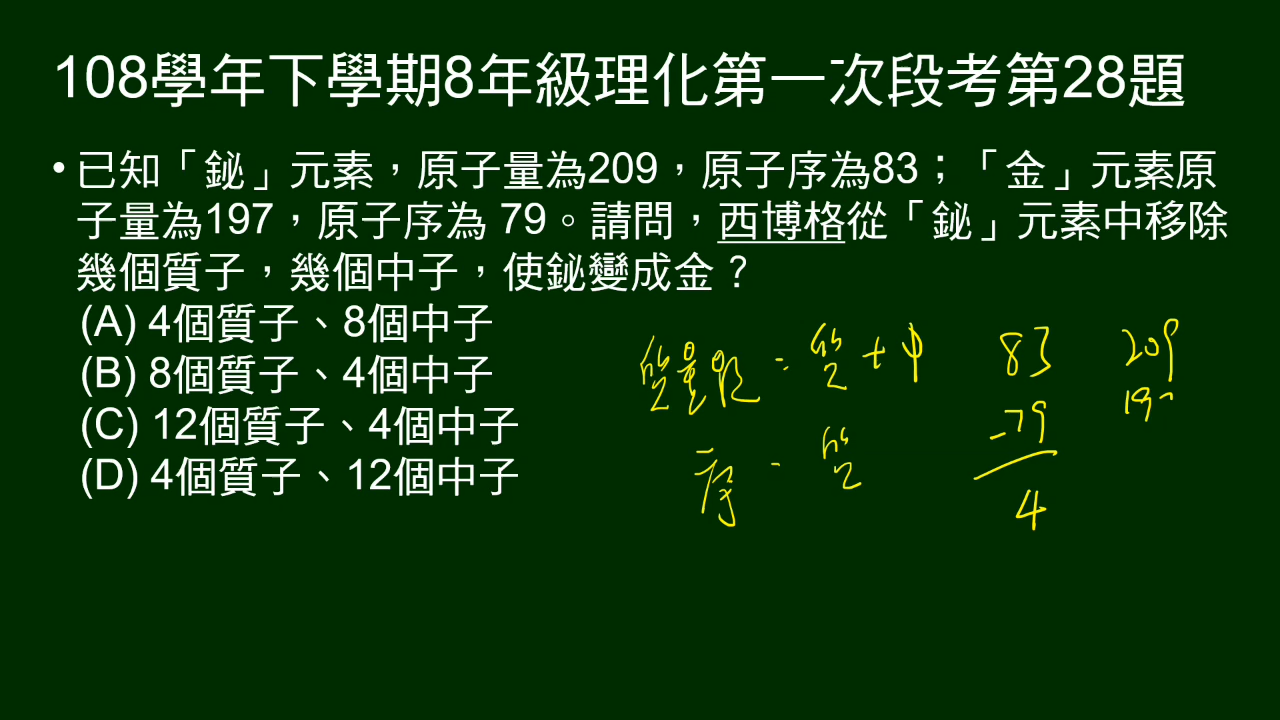 108學年下學期8年級理化第一次段考第28題
• 已知「鉍」元素，原子量為209，原子序為83；「金」元素原
子量為197，原子序為 79。請問，西博格從「鉍」元素中移除
幾個質子，幾個中子，使鉍變成金？
(A) 4個質子、8個中子
(B) 8個質子、4個中子
(C) 12個質子、4個中子
(D) 4個質子、12個中子
質量數 = 質 + 中
序 = 質
83
-79
4
209